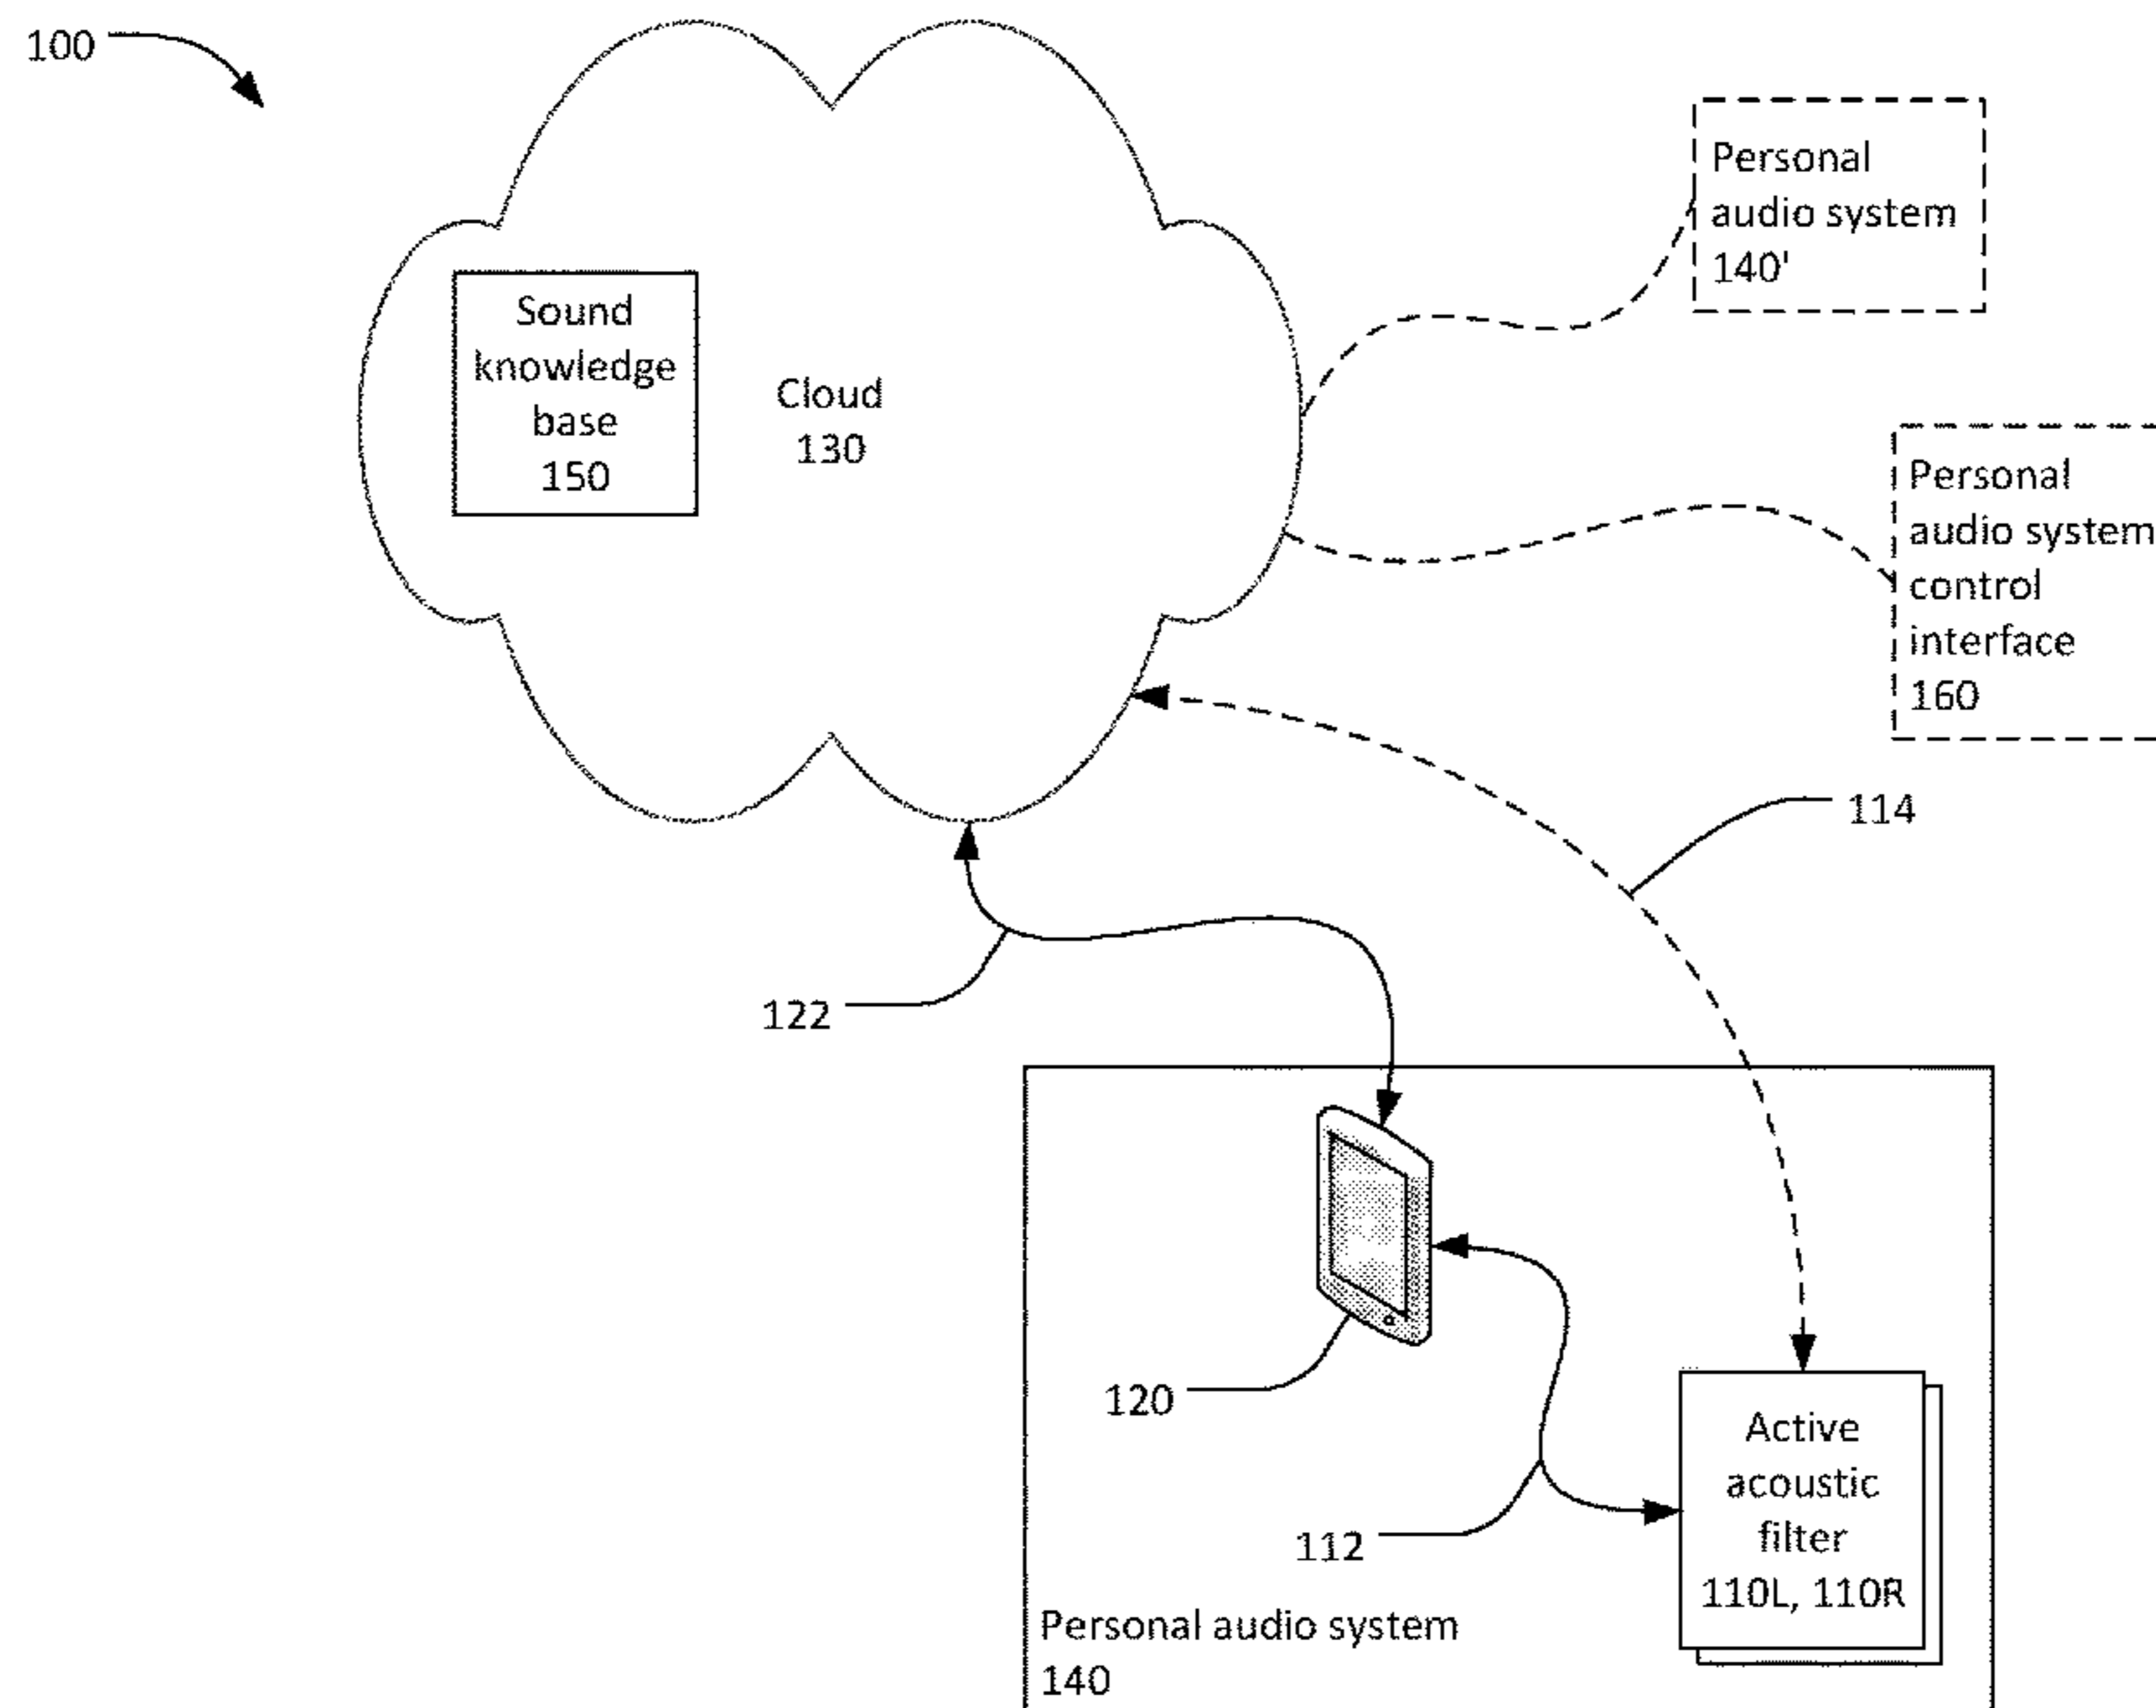 100
Personal
audio system
140'
Sound
knowledge
base
150
Cloud
130
Personal
audio system
control
interface
160
114
122
120
Active
acoustic
filter
110L, 110R
112
Personal audio system
140